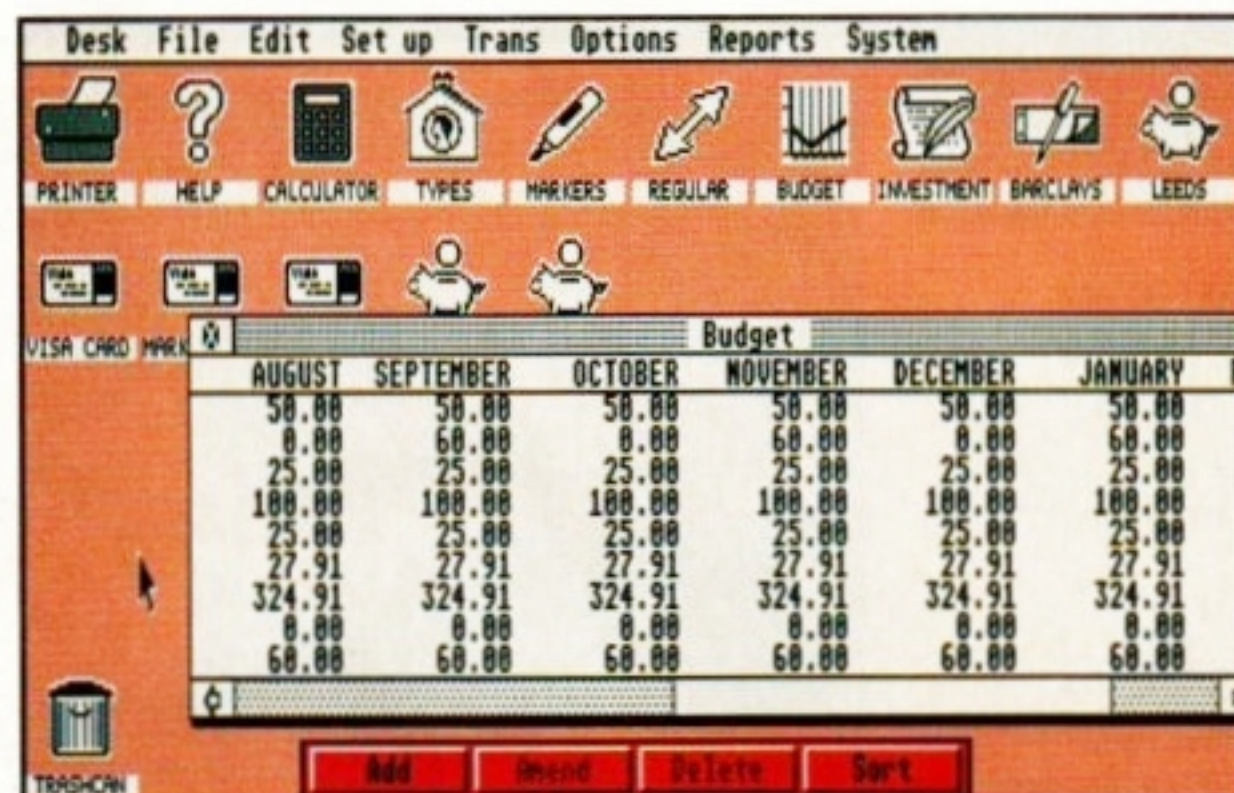 Desk File Edit Set up Trans Options Reports System
PRINTER HELP CALCULATOR TYPES MARKERS REGULAR BUDGET INVESTMENT BARCLAYS LEEDS
VISA VISA VISA
VISA CARD MARK
Budget
AUGUST SEPTEMBER OCTOBER NOVEMBER DECEMBER JANUARY
50.00 50.00 50.00 50.00 50.00 50.00
0.00 60.00 0.00 60.00 0.00 60.00
25.00 25.00 25.00 25.00 25.00 25.00
100.00 100.00 100.00 100.00 100.00 100.00
25.00 25.00 25.00 25.00 25.00 25.00
27.91 27.91 27.91 27.91 27.91 27.91
324.91 324.91 324.91 324.91 324.91 324.91
0.00 0.00 0.00 0.00 0.00 0.00
60.00 60.00 60.00 60.00 60.00 60.00
Add Amend Delete Sort
TRASHCAN